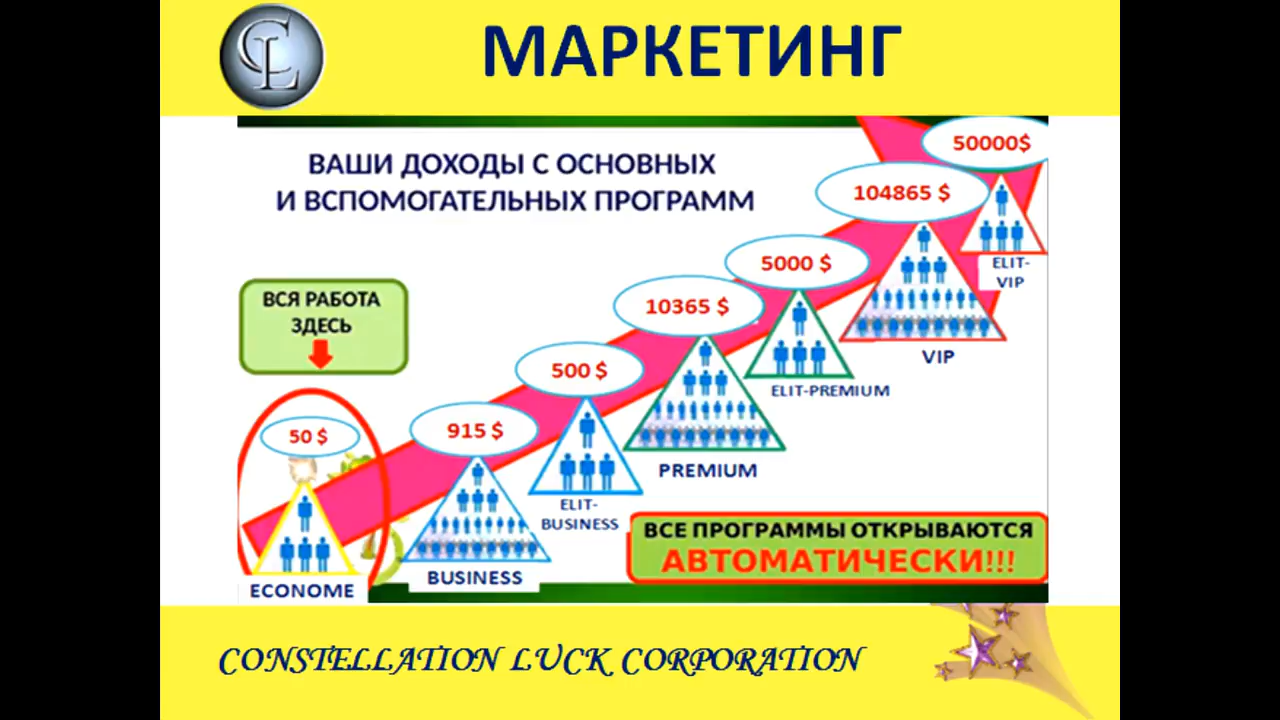 CL
МАРКЕТИНГ
ВАШИ ДОХОДЫ С ОСНОВНЫХ
И ВСПОМОГАТЕЛЬНЫХ ПРОГРАММ
50000$
104865 $
ELIT-
VIP
5000 $
VIP
10365 $
ELIT-PREMIUM
ВСЯ РАБОТА
ЗДЕСЬ
500 $
PREMIUM
50 $
915 $
ELIT-
BUSINESS
ECONOME
BUSINESS
ВСЕ ПРОГРАММЫ ОТКРЫВАЮТСЯ
АВТОМАТИЧЕСКИ!!!
CONSTELLATION LUCK CORPORATION